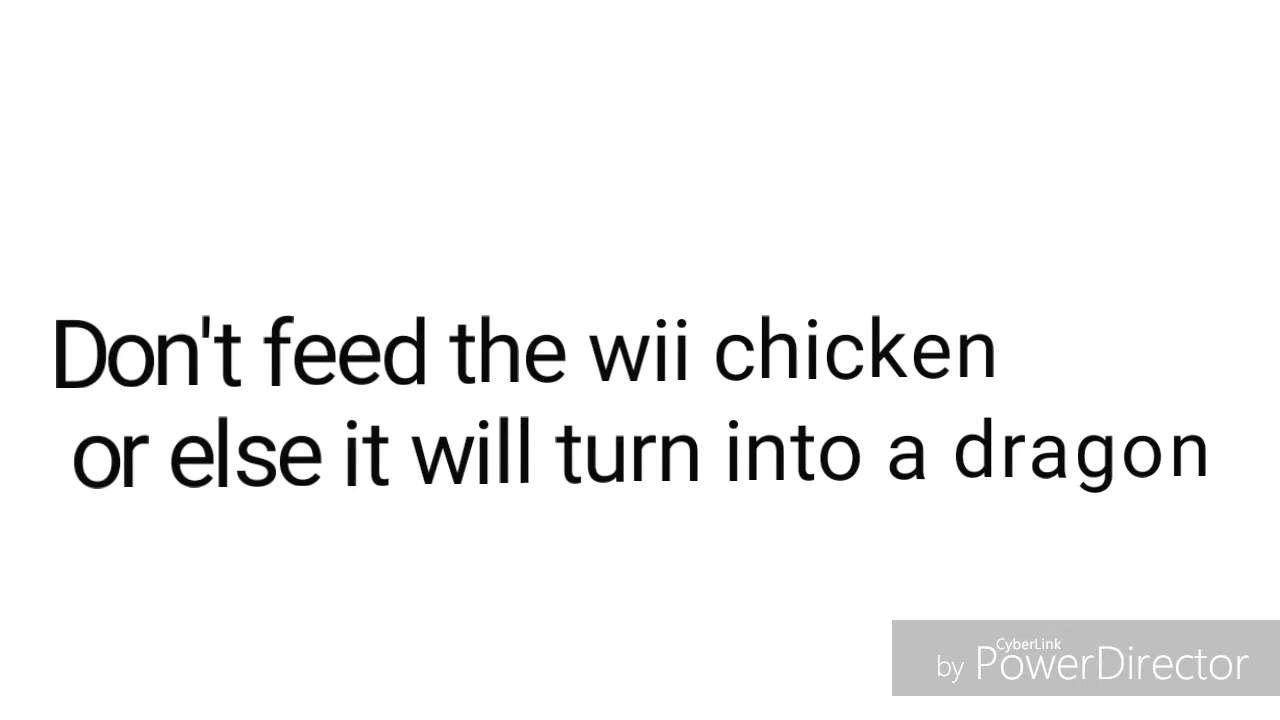 Don't feed the wii chicken
or else it will turn into a dragon
CyberLink
by PowerDirector